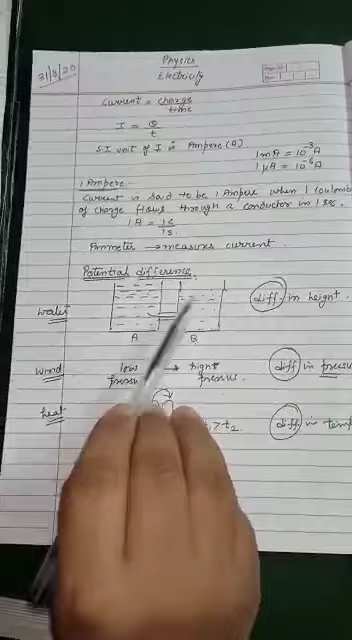 31/3/20
Physics
Electricity
Current = charge/time
I = Q/t
S.I unit of I is Ampere (A)
1mA = 10⁻³A
1μA = 10⁻⁶A
1 Ampere
Current is said to be 1 Ampere when 1 Coulomb
of charge flows through a conductor in 1 sec.
1A = 1C/1s.
Ammeter → measures current.
Potential difference.
Water
diff. in height.
A B
Wind low pressure → high pressure.
diff in pressu
heat t₂
diff. in temp